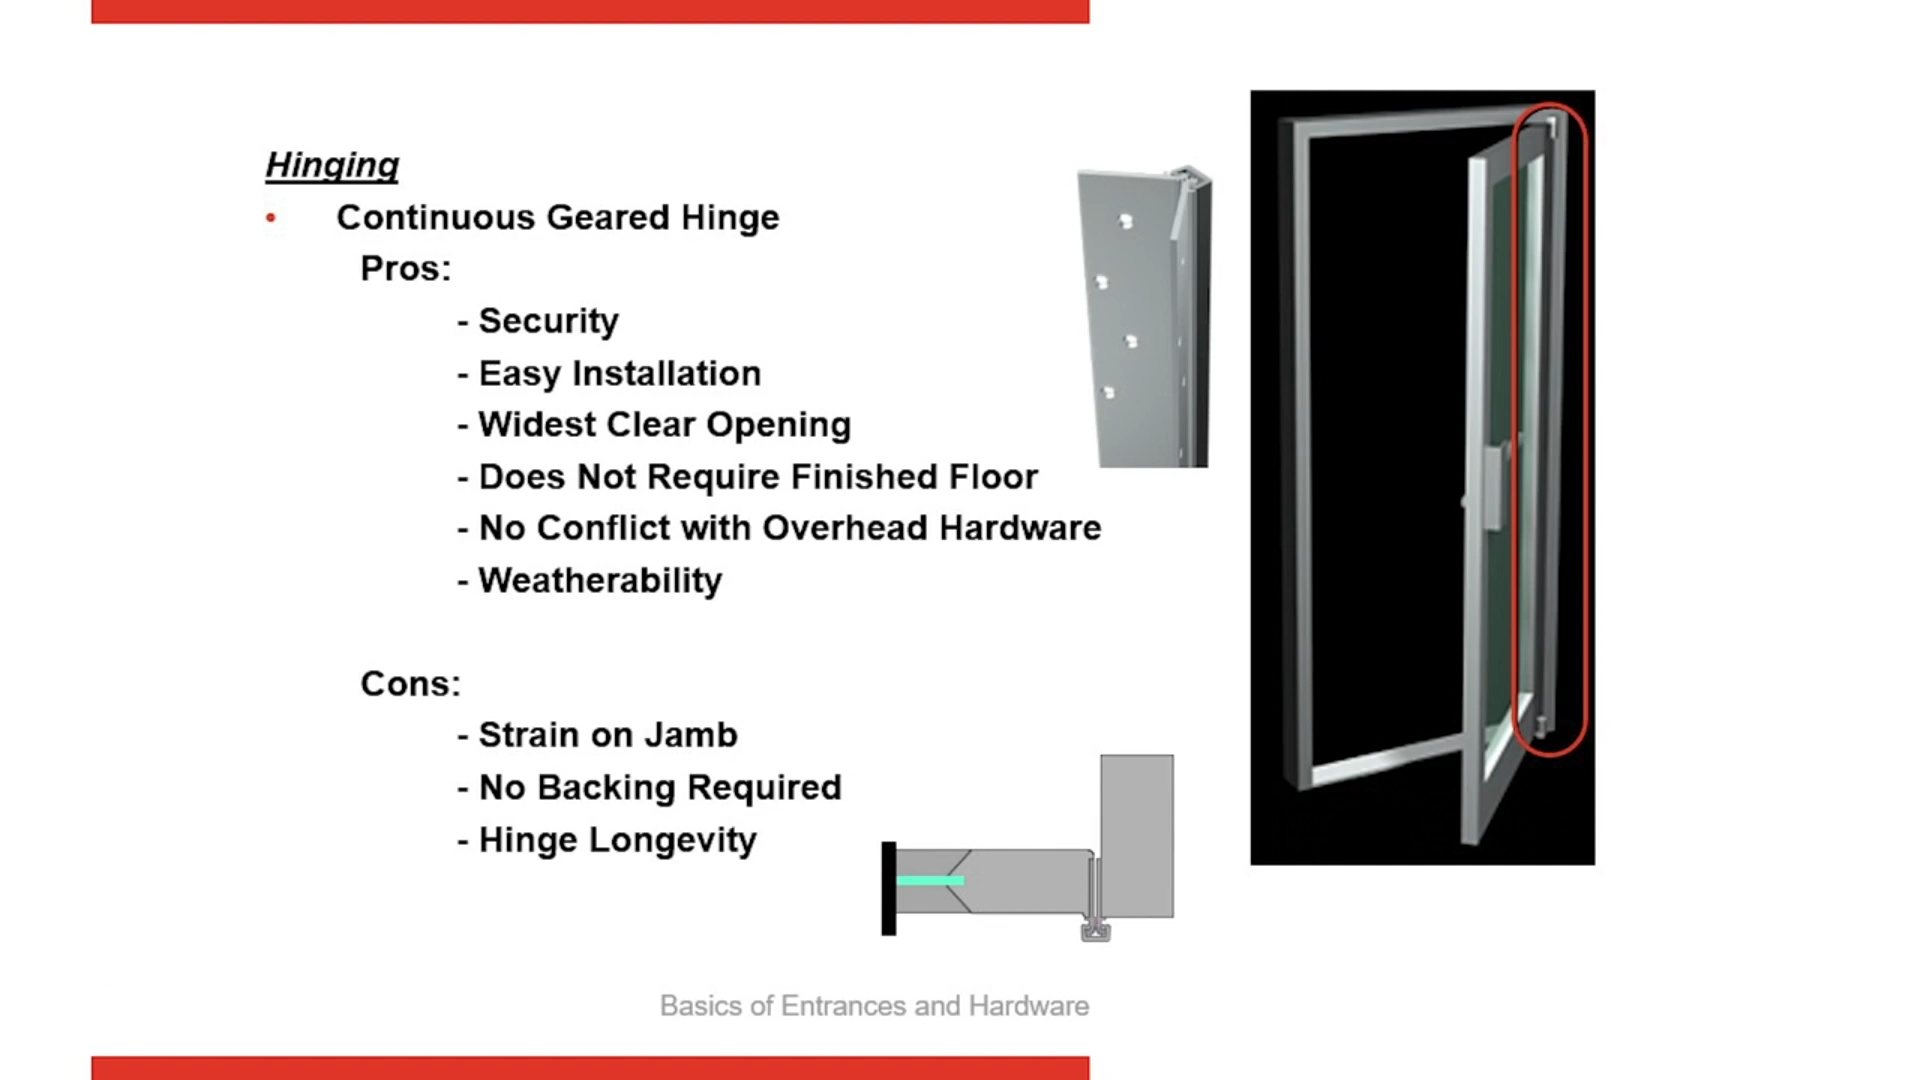 Hinging
• Continuous Geared Hinge
Pros:
- Security
- Easy Installation
- Widest Clear Opening
- Does Not Require Finished Floor
- No Conflict with Overhead Hardware
- Weatherability
Cons:
- Strain on Jamb
- No Backing Required
- Hinge Longevity
Basics of Entrances and Hardware